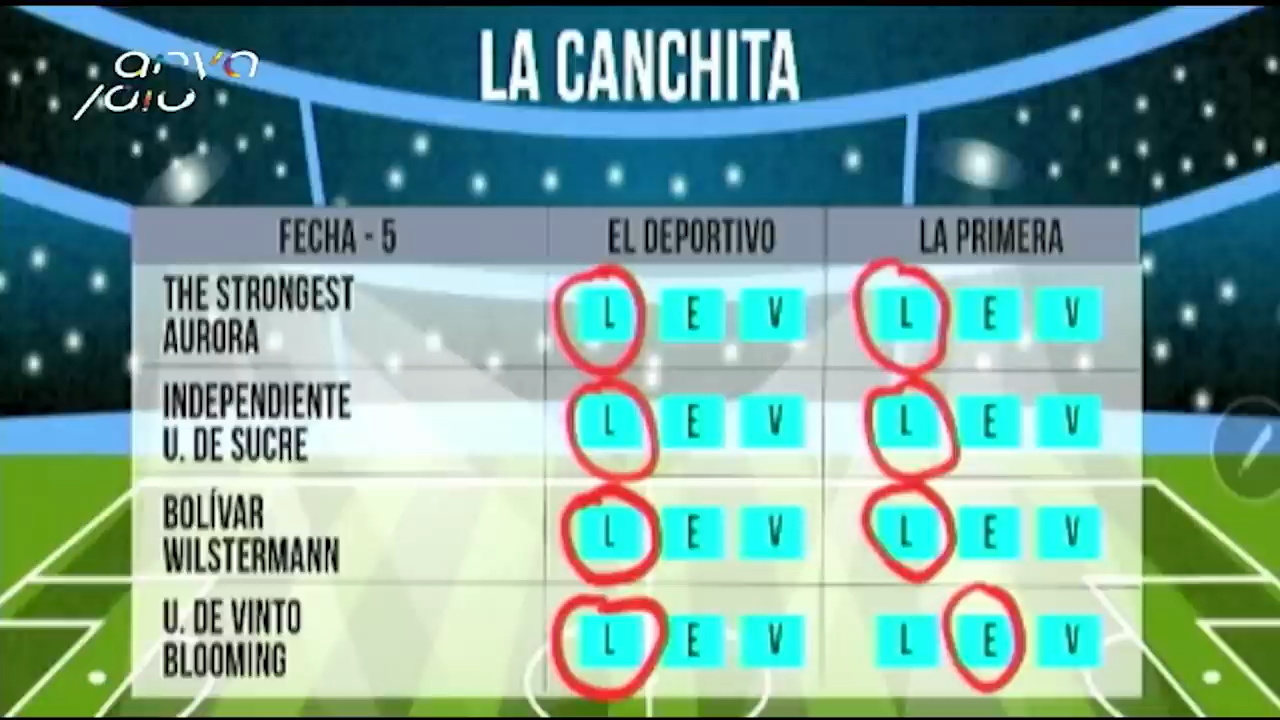 LA CANCHITA
FECHA - 5 EL DEPORTIVO LA PRIMERA
THE STRONGEST
AURORA
L E V L E V
INDEPENDIENTE
U. DE SUCRE
L E V L E V
BOLÍVAR
WILSTERMANN
L E V L E V
U. DE VINTO
BLOOMING
L E V L E V